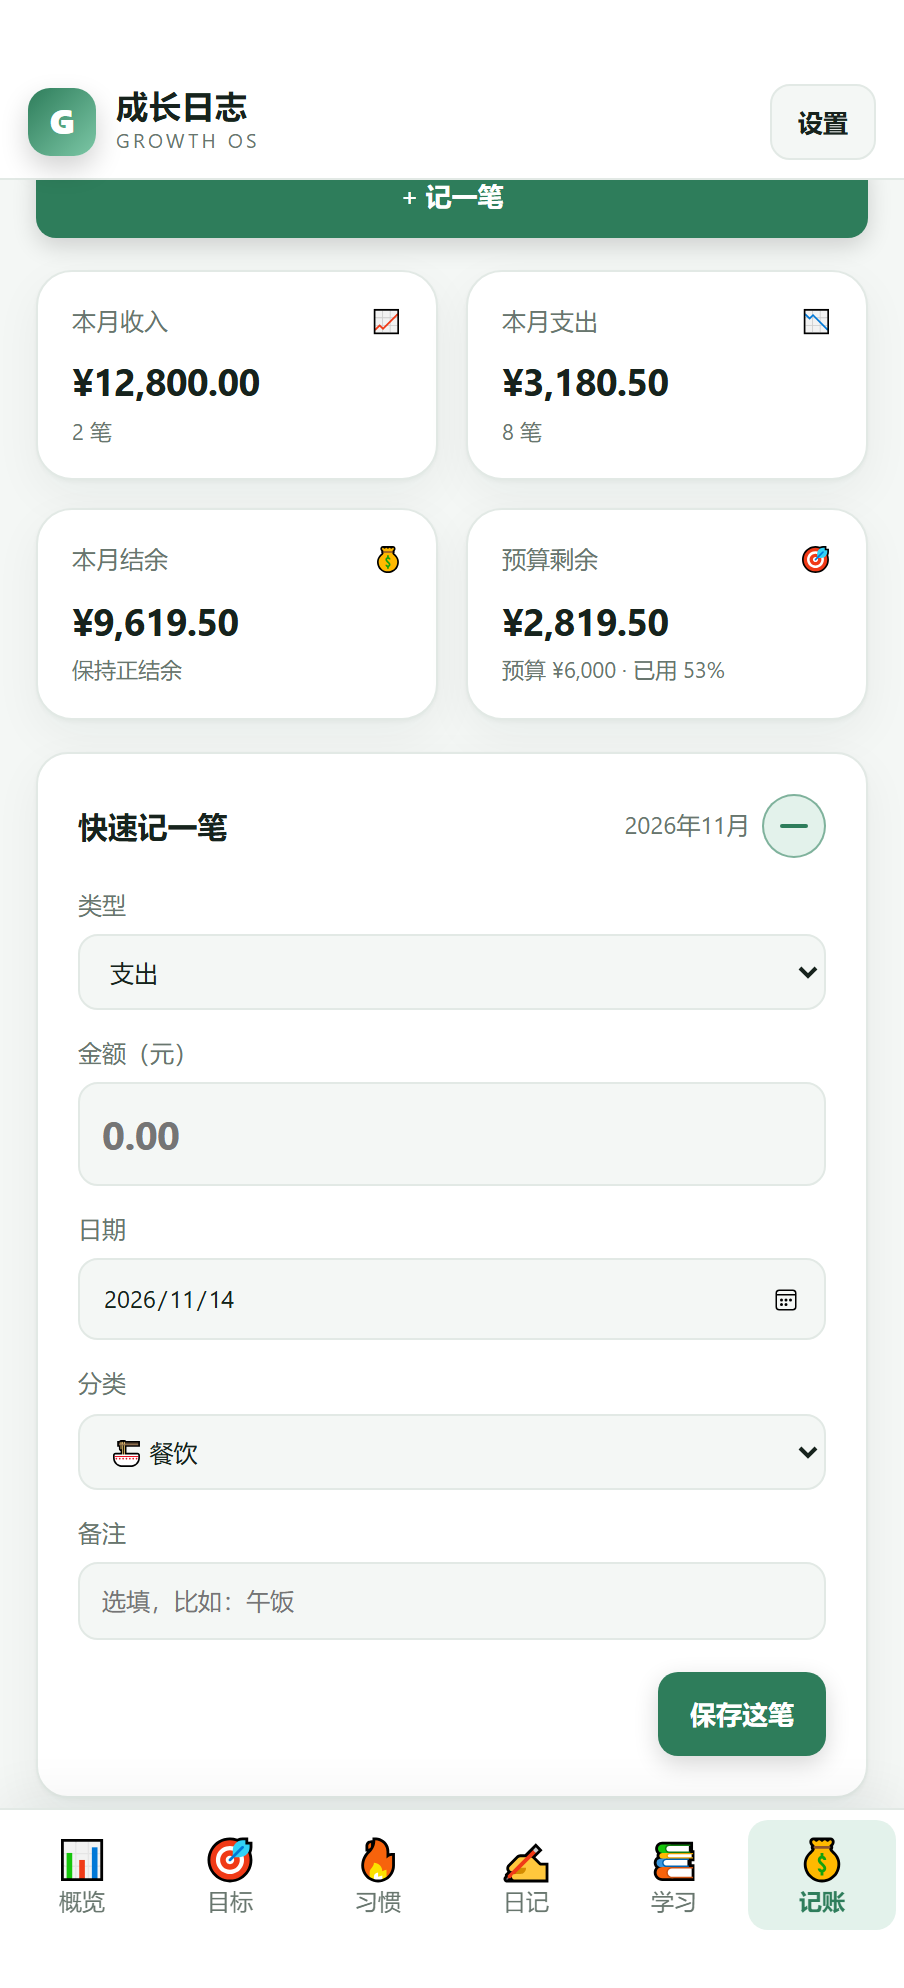 G
成长日志
GROWTH OS
设置
+ 记一笔
本月收入
¥12,800.00
2 笔
本月支出
¥3,180.50
8 笔
本月结余
¥9,619.50
保持正结余
预算剩余
¥2,819.50
预算 ¥6,000 · 已用 53%
快速记一笔
2026年11月
类型
支出
金额（元）
0.00
日期
2026/11/14
分类
餐饮
备注
选填，比如：午饭
保存这笔
概览
目标
习惯
日记
学习
记账